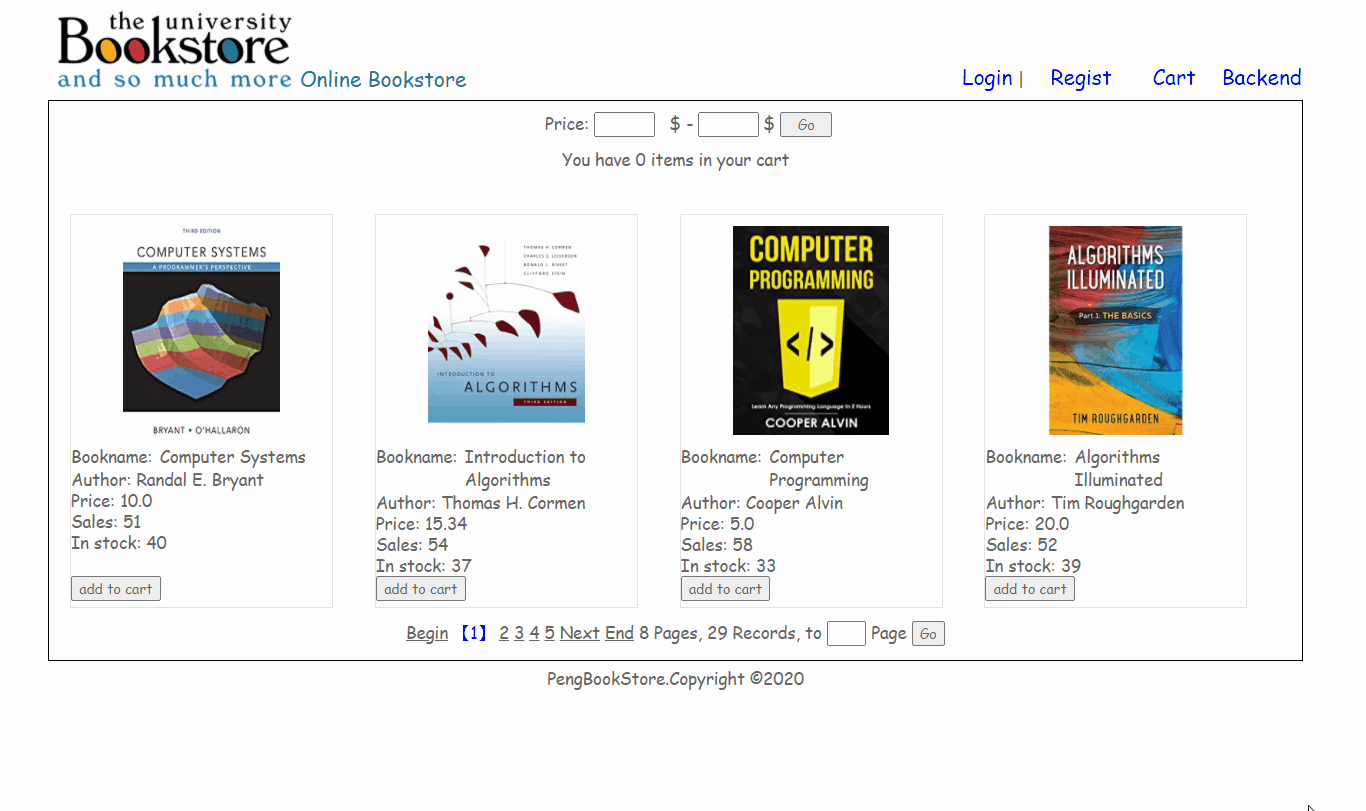 the university
Bookstore
and so much more Online Bookstore
Login | Regist Cart Backend
Price: $ - $ Go
You have 0 items in your cart
THIRD EDITION
COMPUTER SYSTEMS
A PROGRAMMER'S PERSPECTIVE
BRYANT • O'HALLARON
Bookname: Computer Systems
Author: Randal E. Bryant
Price: 10.0
Sales: 51
In stock: 40
add to cart
THOMAS H. CORMEN
CHARLES E. LEISERSON
RONALD L. RIVEST
CLIFFORD STEIN
INTRODUCTION TO
ALGORITHMS
THIRD EDITION
Bookname: Introduction to
Algorithms
Author: Thomas H. Cormen
Price: 15.34
Sales: 54
In stock: 37
add to cart
COMPUTER
PROGRAMMING
</>
Learn Any Programming Language In 2 Hours
COOPER ALVIN
Bookname: Computer
Programming
Author: Cooper Alvin
Price: 5.0
Sales: 58
In stock: 33
add to cart
ALGORITHMS
ILLUMINATED
Part 1: THE BASICS
TIM ROUGHGARDEN
Bookname: Algorithms
Illuminated
Author: Tim Roughgarden
Price: 20.0
Sales: 52
In stock: 39
add to cart
Begin 【1】 2 3 4 5 Next End 8 Pages, 29 Records, to Page Go
PengBookStore.Copyright ©2020